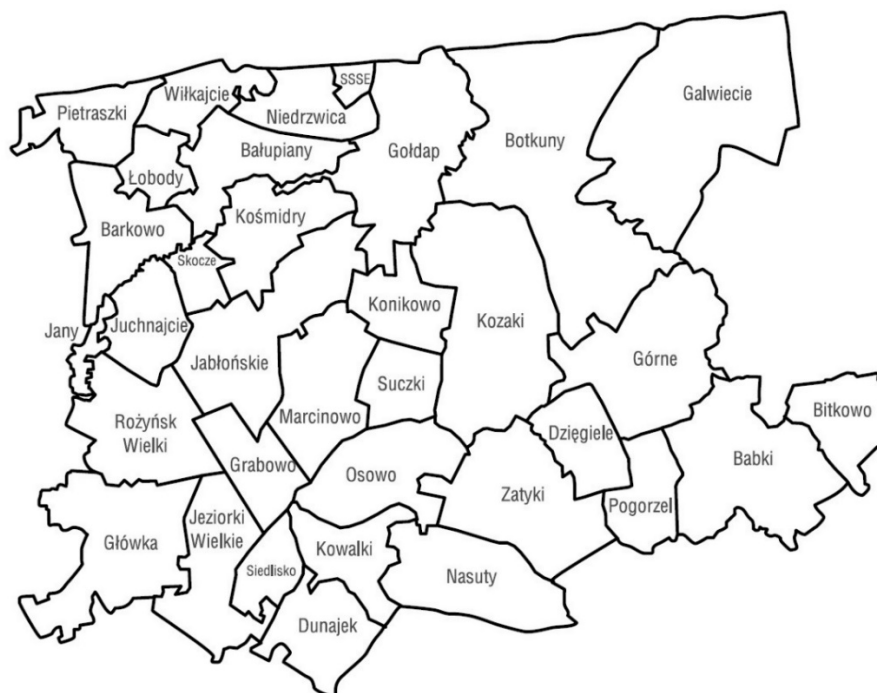 SSSE
Galwiecie
Wiłkajcie
Pietraszki
Niedrzwica
Botkuny
Gołdap
Bałupiany
Łobody
Kośmidry
Barkowo
Skocze
Konikowo
Kozaki
Jany
Juchnajcie
Górne
Jabłońskie
Suczki
Marcinowo
Bitkowo
Rożyńsk
Wielki
Dzięgiele
Babki
Grabowo
Osowo
Zatyki
Pogorzel
Jeziorki
Wielkie
Główka
Kowalki
Siedlisko
Nasuty
Dunajek